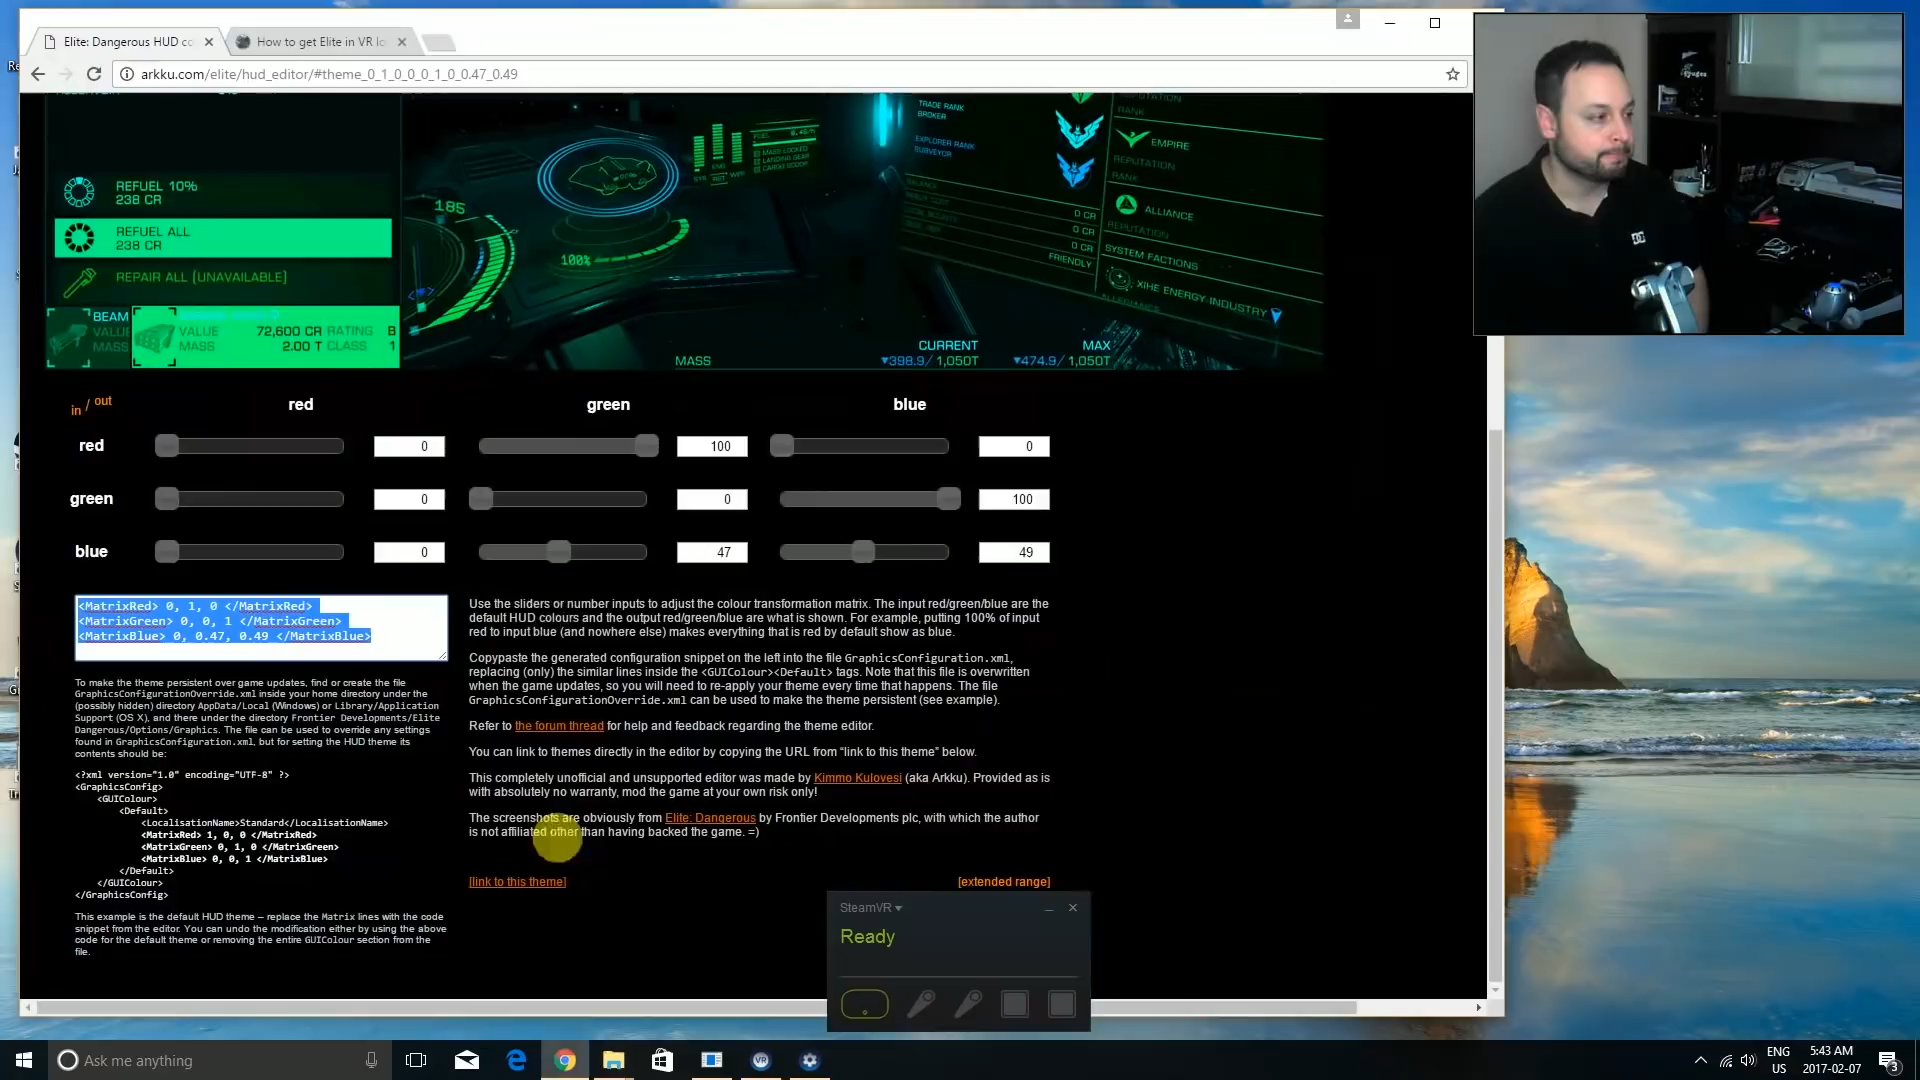 Elite: Dangerous HUD co
How to get Elite in VR lo
arkku.com/elite/hud_editor/#theme_0_1_0_0_0_1_0_0.47_0.49
TRADE RANK
BROKER
EXPLORER RANK
SURVEYOR
RANK
EMPIRE
REPUTATION
RANK
ALLIANCE
REPUTATION
RANK
SYSTEM FACTIONS
XIHE ENERGY INDUSTRY
0 CR
0 CR
0 CR
FRIENDLY
REFUEL 10%
238 CR
REFUEL ALL
238 CR
REPAIR ALL (UNAVAILABLE)
BEAM
VALUE
MASS
VALUE 72,600 CR RATING B
MASS 2.00 T CLASS 1
185
100%
MASS LOCKED
LANDING GEAR
CARGO SCOOP
CURRENT MAX
MASS ▼398.9/ 1,050T ▼474.9/ 1,050T
in / out red green blue
red 0 100 0
green 0 0 100
blue 0 47 49
<MatrixRed> 0, 1, 0 </MatrixRed>
<MatrixGreen> 0, 0, 1 </MatrixGreen>
<MatrixBlue> 0, 0.47, 0.49 </MatrixBlue>
To make the theme persistent over game updates, find or create the file
GraphicsConfigurationOverride.xml inside your home directory under the
(possibly hidden) directory AppData/Local (Windows) or Library/Application
Support (OS X), and there under the directory Frontier Developments/Elite
Dangerous/Options/Graphics. The file can be used to override any settings
found in GraphicsConfiguration.xml, but for setting the HUD theme its
contents should be:
<?xml version="1.0" encoding="UTF-8" ?>
<GraphicsConfig>
<GUIColour>
<Default>
<LocalisationName>Standard</LocalisationName>
<MatrixRed> 1, 0, 0 </MatrixRed>
<MatrixGreen> 0, 1, 0 </MatrixGreen>
<MatrixBlue> 0, 0, 1 </MatrixBlue>
</Default>
</GUIColour>
</GraphicsConfig>
This example is the default HUD theme – replace the Matrix lines with the code
snippet from the editor. You can undo the modification either by using the above
code for the default theme or removing the entire GUIColour section from the
file.
Use the sliders or number inputs to adjust the colour transformation matrix. The input red/green/blue are the
default HUD colours and the output red/green/blue are what is shown. For example, putting 100% of input
red to input blue (and nowhere else) makes everything that is red by default show as blue.
Copypaste the generated configuration snippet on the left into the file GraphicsConfiguration.xml,
replacing (only) the similar lines inside the <GUIColour><Default> tags. Note that this file is overwritten
when the game updates, so you will need to re-apply your theme every time that happens. The file
GraphicsConfigurationOverride.xml can be used to make the theme persistent (see example).
Refer to the forum thread for help and feedback regarding the theme editor.
You can link to themes directly in the editor by copying the URL from “link to this theme” below.
This completely unofficial and unsupported editor was made by Kimmo Kulovesi (aka Arkku). Provided as is
with absolutely no warranty, mod the game at your own risk only!
The screenshots are obviously from Elite: Dangerous by Frontier Developments plc, with which the author
is not affiliated other than having backed the game. =)
[link to this theme] [extended range]
SteamVR
Ready
Ask me anything
ENG
US
5:43 AM
2017-02-07
3